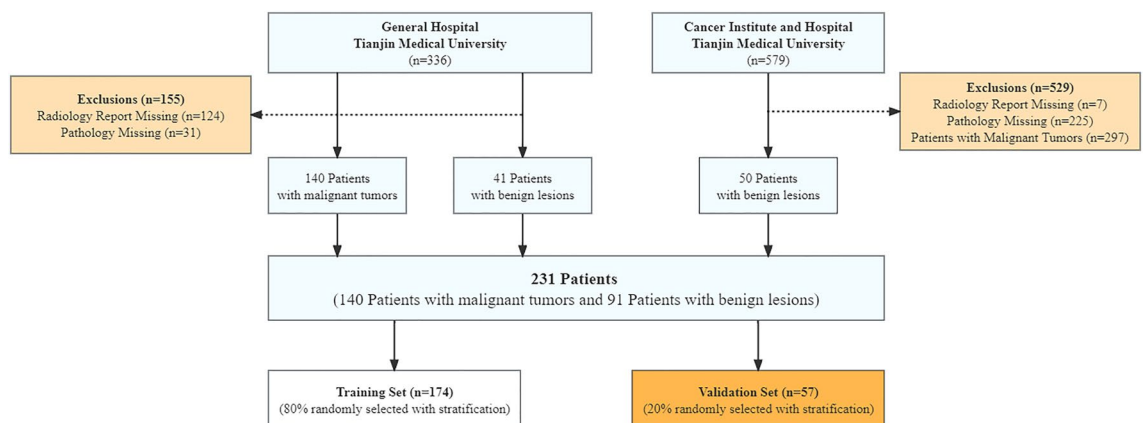 General Hospital
Tianjin Medical University
(n=336)
Cancer Institute and Hospital
Tianjin Medical University
(n=579)
Exclusions (n=155)
Radiology Report Missing (n=124)
Pathology Missing (n=31)
Exclusions (n=529)
Radiology Report Missing (n=7)
Pathology Missing (n=225)
Patients with Malignant Tumors (n=297)
140 Patients
with malignant tumors
41 Patients
with benign lesions
50 Patients
with benign lesions
231 Patients
(140 Patients with malignant tumors and 91 Patients with benign lesions)
Training Set (n=174)
(80% randomly selected with stratification)
Validation Set (n=57)
(20% randomly selected with stratification)